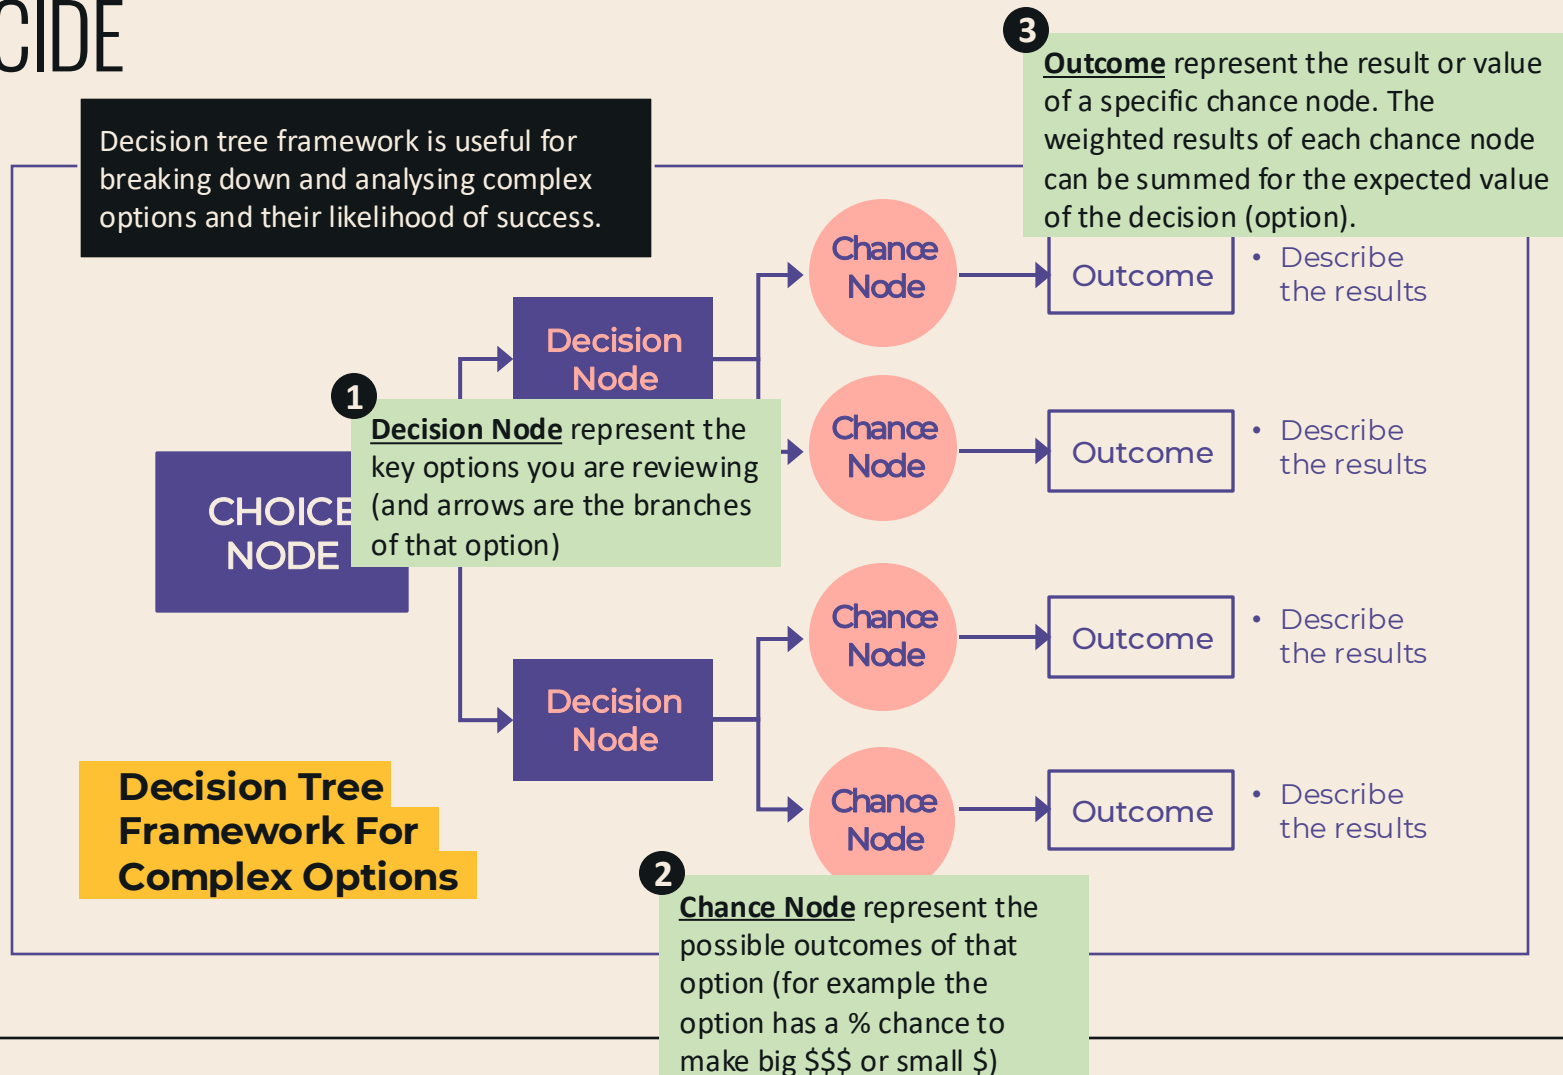 CIDE
Decision tree framework is useful for
breaking down and analysing complex
options and their likelihood of success.
3
Outcome represent the result or value
of a specific chance node. The
weighted results of each chance node
can be summed for the expected value
of the decision (option).
Chance
Node
Outcome
• Describe
the results
Decision
Node
1
Decision Node represent the
key options you are reviewing
(and arrows are the branches
of that option)
Chance
Node
Outcome
• Describe
the results
CHOICE
NODE
Chance
Node
Outcome
• Describe
the results
Decision
Node
Chance
Node
Outcome
• Describe
the results
Decision Tree
Framework For
Complex Options
2
Chance Node represent the
possible outcomes of that
option (for example the
option has a % chance to
make big $$$ or small $)